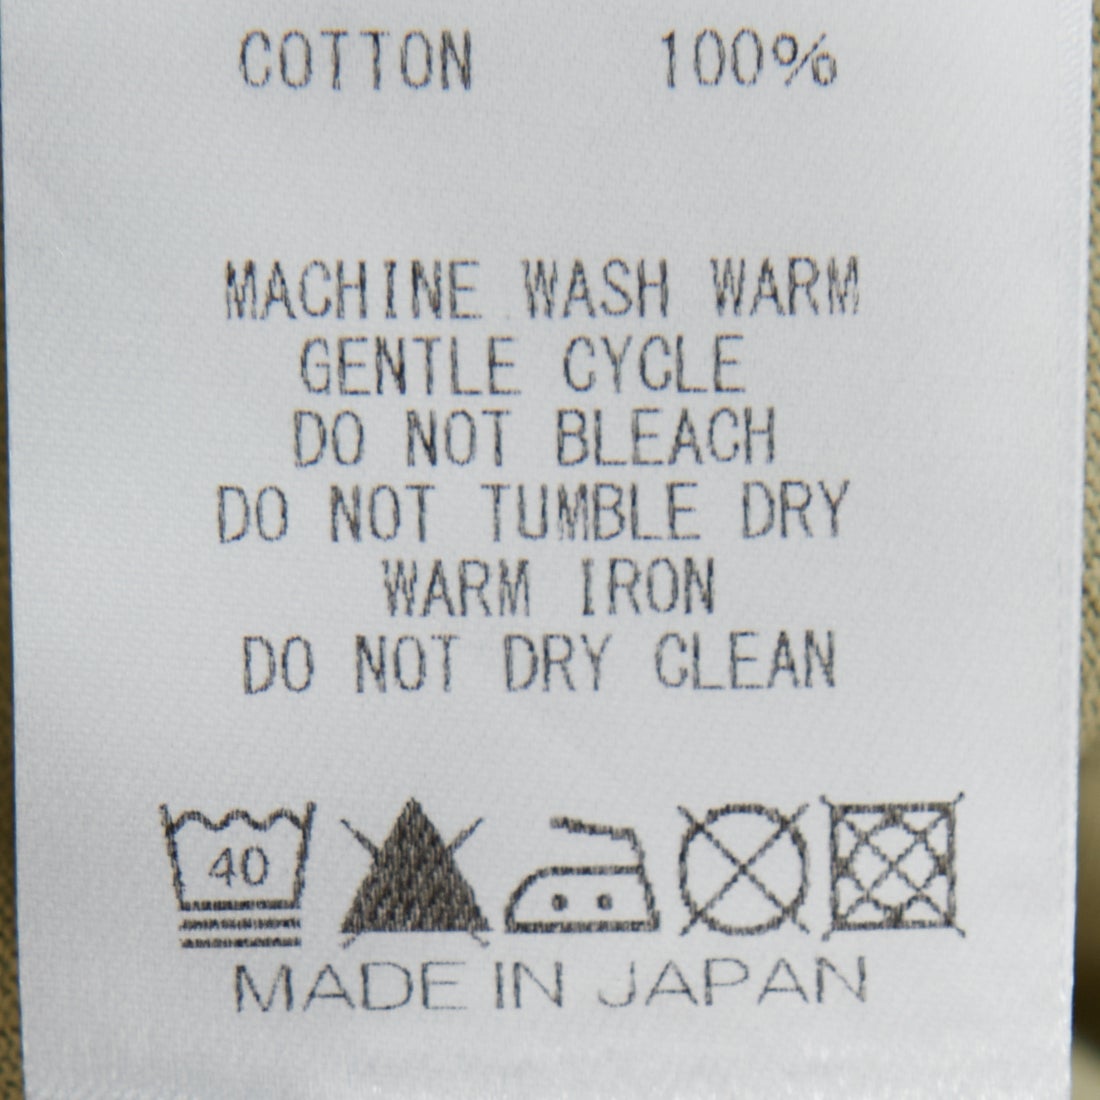 COTTON 100%
MACHINE WASH WARM
GENTLE CYCLE
DO NOT BLEACH
DO NOT TUMBLE DRY
WARM IRON
DO NOT DRY CLEAN
40
MADE IN JAPAN